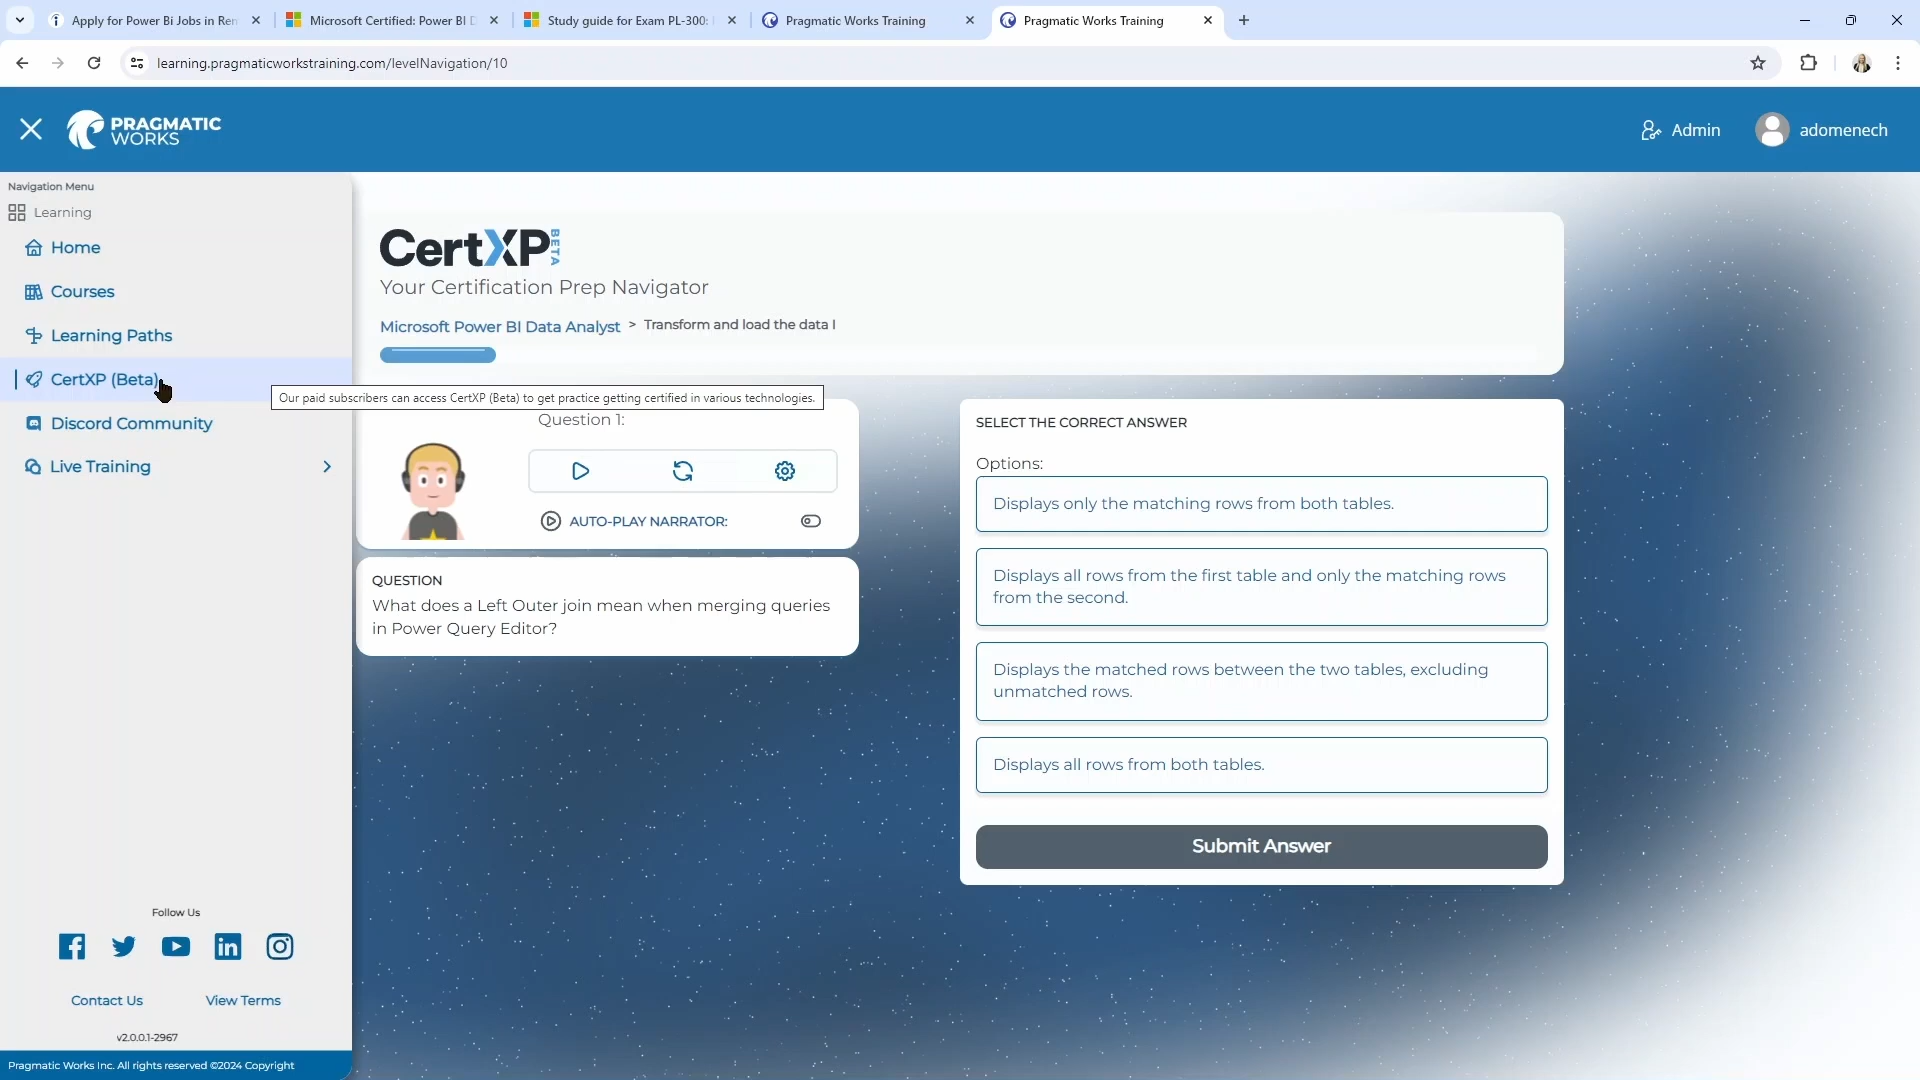 Apply for Power Bi Jobs in Ren
Microsoft Certified: Power BI D
Study guide for Exam PL-300:
Pragmatic Works Training
Pragmatic Works Training
learning.pragmaticworkstraining.com/levelNavigation/10
PRAGMATIC
WORKS
Admin
adomenech
Navigation Menu
Learning
Home
Courses
Learning Paths
CertXP (Beta)
Discord Community
Live Training
CertXP BETA
Your Certification Prep Navigator
Microsoft Power BI Data Analyst > Transform and load the data I
Our paid subscribers can access CertXP (Beta) to get practice getting certified in various technologies.
Question 1:
AUTO-PLAY NARRATOR:
QUESTION
What does a Left Outer join mean when merging queries
in Power Query Editor?
SELECT THE CORRECT ANSWER
Options:
Displays only the matching rows from both tables.
Displays all rows from the first table and only the matching rows
from the second.
Displays the matched rows between the two tables, excluding
unmatched rows.
Displays all rows from both tables.
Submit Answer
Follow Us
Contact Us
View Terms
v2.0.0.1-2967
Pragmatic Works Inc. All rights reserved ©2024 Copyright